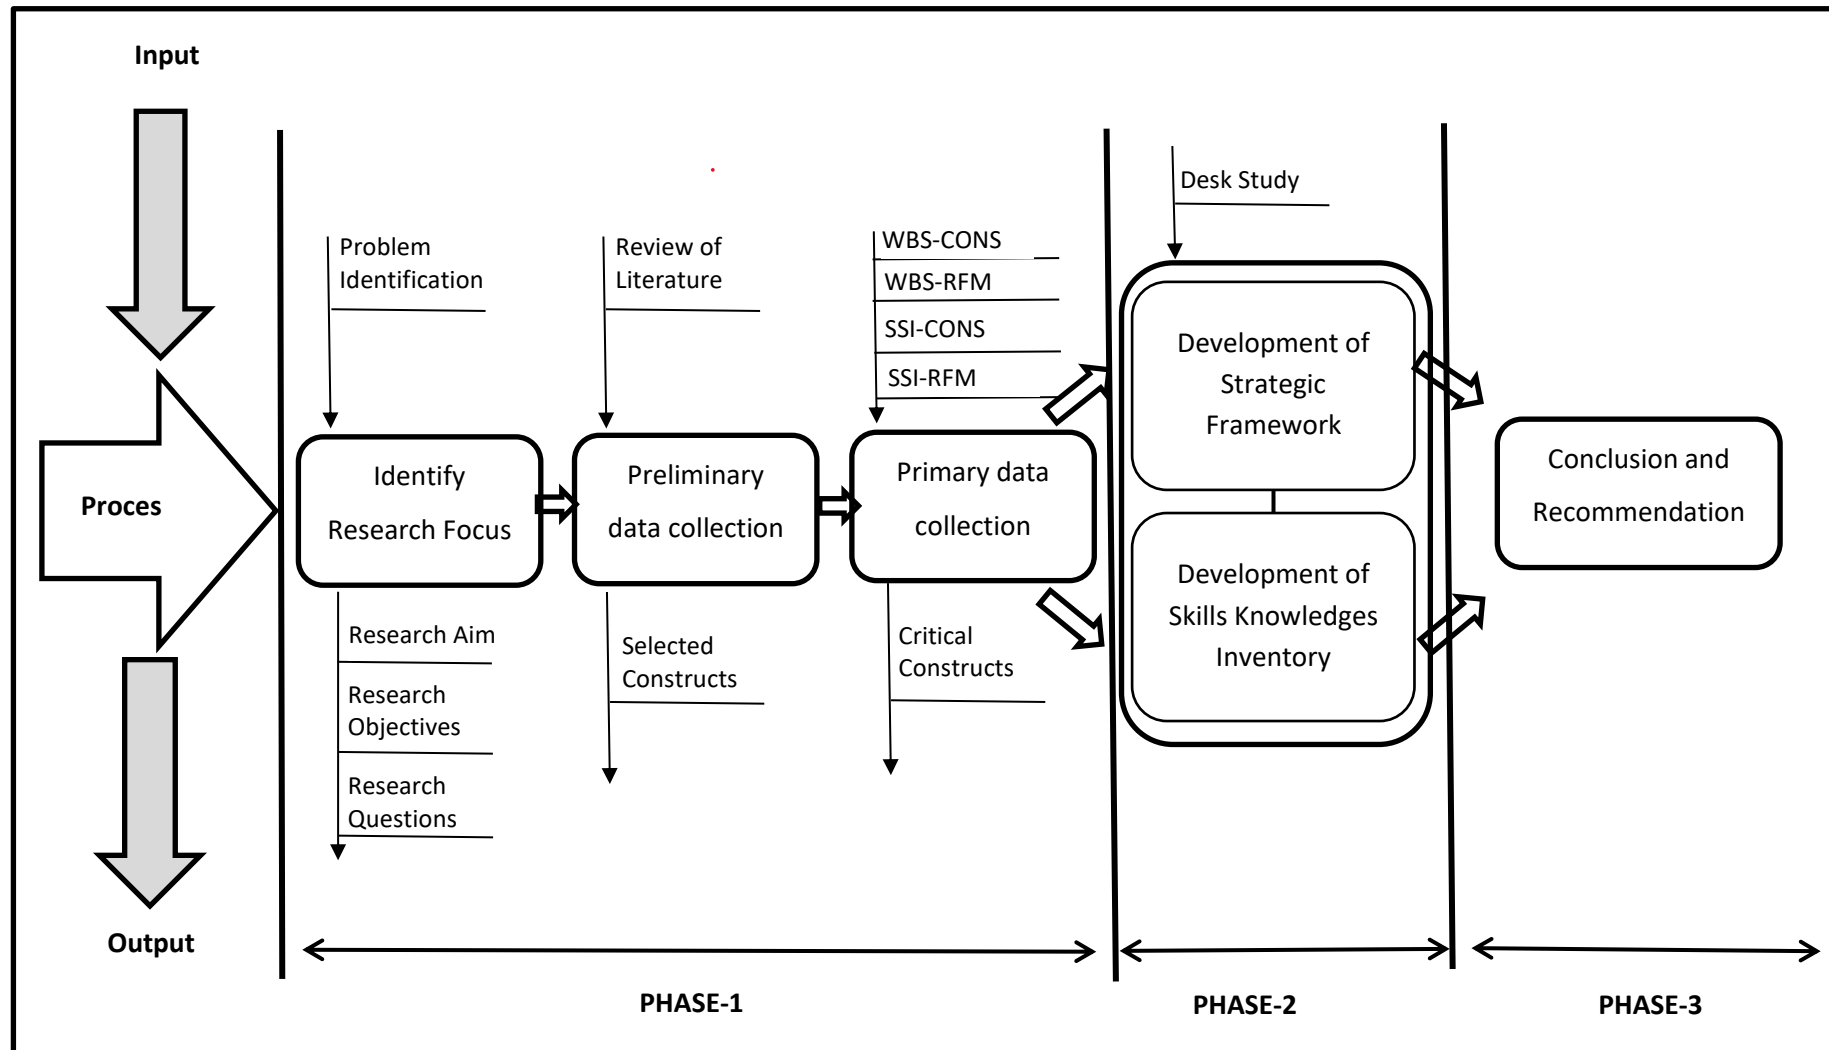 Input
Proces
Output
Problem
Identification
Identify
Research Focus
Research Aim
Research
Objectives
Research
Questions
Review of
Literature
Preliminary
data collection
Selected
Constructs
WBS-CONS
WBS-RFM
SSI-CONS
SSI-RFM
Primary data
collection
Critical
Constructs
Desk Study
Development of
Strategic
Framework
Development of
Skills Knowledges
Inventory
Conclusion and
Recommendation
PHASE-1
PHASE-2
PHASE-3